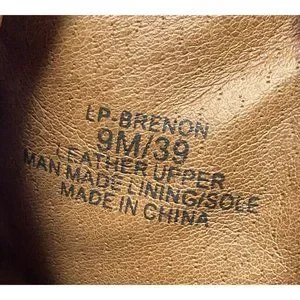 LP-BRENON
9M/39
LEATHER UPPER
MAN MADE LINING/SOLE
MADE IN CHINA